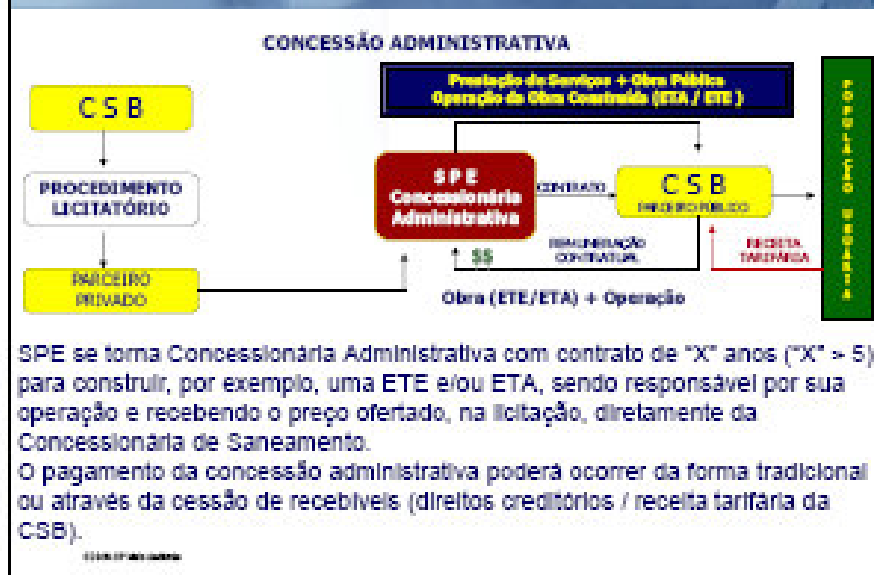 CONCESSÃO ADMINISTRATIVA
Prestação de Serviços + Obra Pública
Operação da Obra Construída (ETA / ETE )
C S B
PROCEDIMENTO
LICITATÓRIO
PARCEIRO
PRIVADO
S P E
Concessionária
Administrativa
CONTRATO
C S B
PARCEIRO PÚBLICO
REMUNERAÇÃO
CONTRATUAL
$$
RECEITA
TARIFÁRIA
POPULAÇÃO USUÁRIA
Obra (ETE/ETA) + Operação
SPE se torna Concessionária Administrativa com contrato de "X" anos ("X" > 5)
para construir, por exemplo, uma ETE e/ou ETA, sendo responsável por sua
operação e recebendo o preço ofertado, na licitação, diretamente da
Concessionária de Saneamento.
O pagamento da concessão administrativa poderá ocorrer da forma tradicional
ou através da cessão de recebíveis (direitos creditórios / receita tarifária da
CSB).